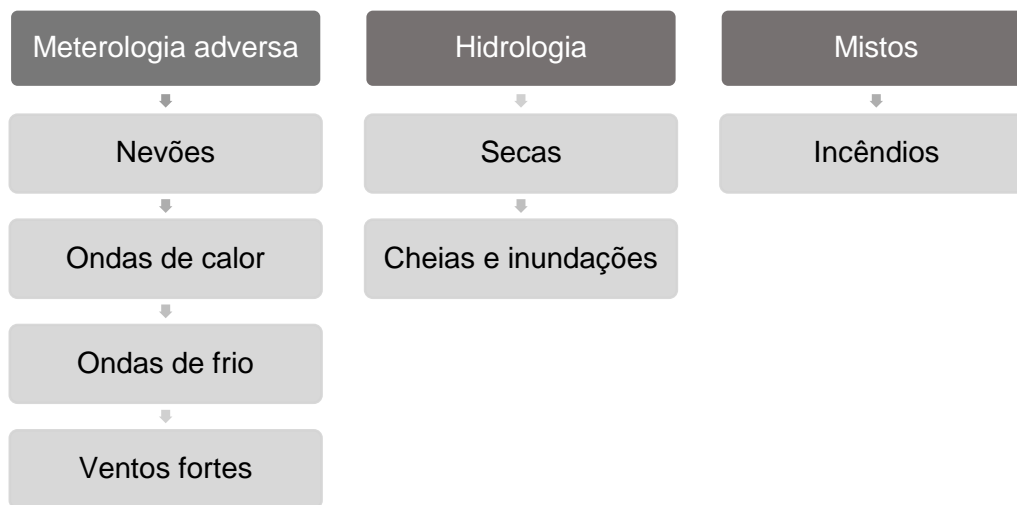 Meterologia adversa
Nevões
Ondas de calor
Ondas de frio
Ventos fortes
Hidrologia
Secas
Cheias e inundações
Mistos
Incêndios